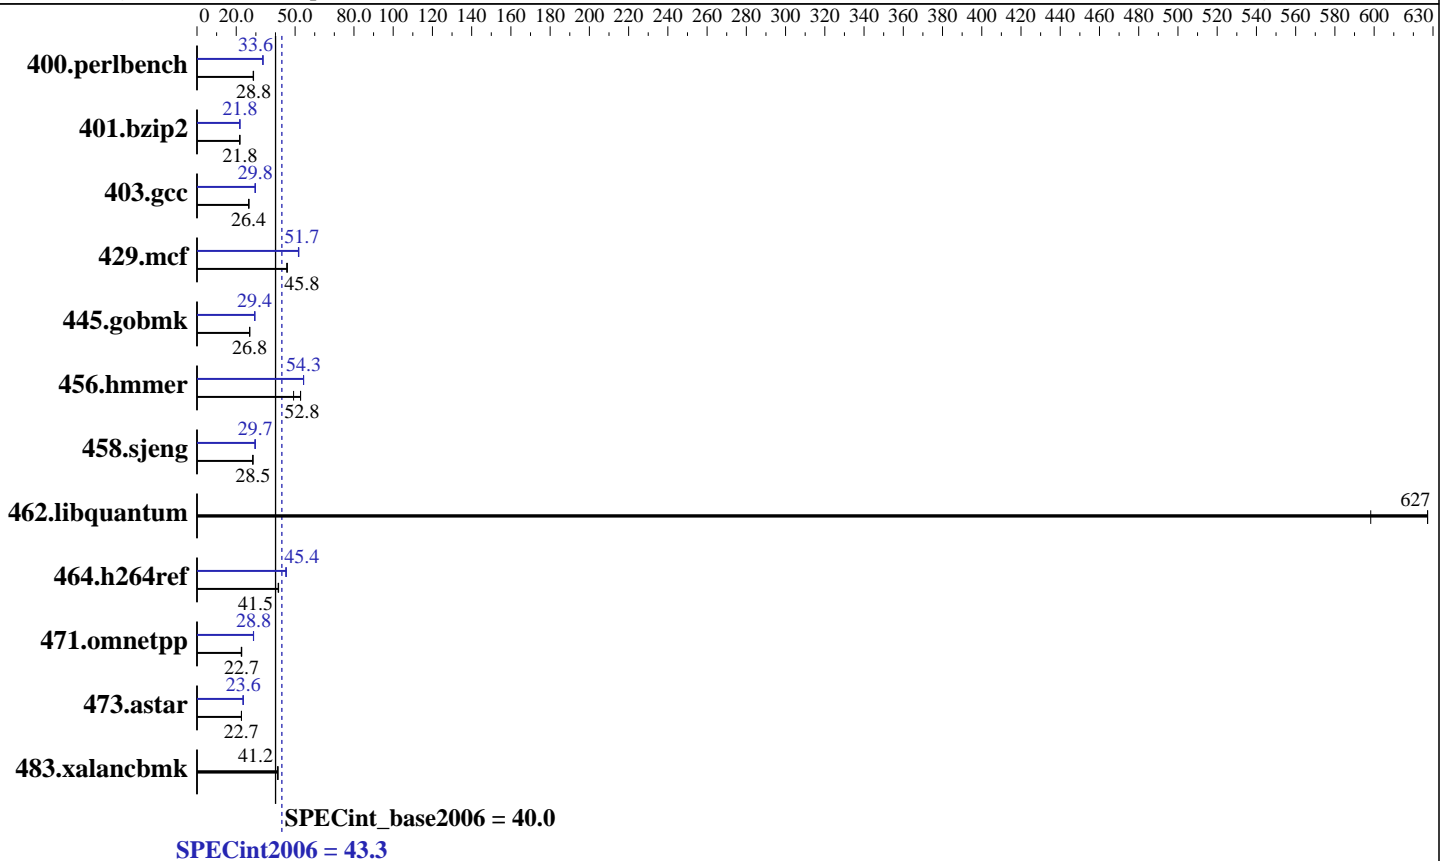 0 20.0 50.0 80.0 100 120 140 160 180 200 220 240 260 280 300 320 340 360 380 400 420 440 460 480 500 520 540 560 580 600 630
400.perlbench 33.6
28.8
401.bzip2 21.8
21.8
403.gcc 29.8
26.4
429.mcf 51.7
45.8
445.gobmk 29.4
26.8
456.hmmer 54.3
52.8
458.sjeng 29.7
28.5
462.libquantum 627
464.h264ref 45.4
41.5
471.omnetpp 28.8
22.7
473.astar 23.6
22.7
483.xalancbmk 41.2
SPECint_base2006 = 40.0
SPECint2006 = 43.3